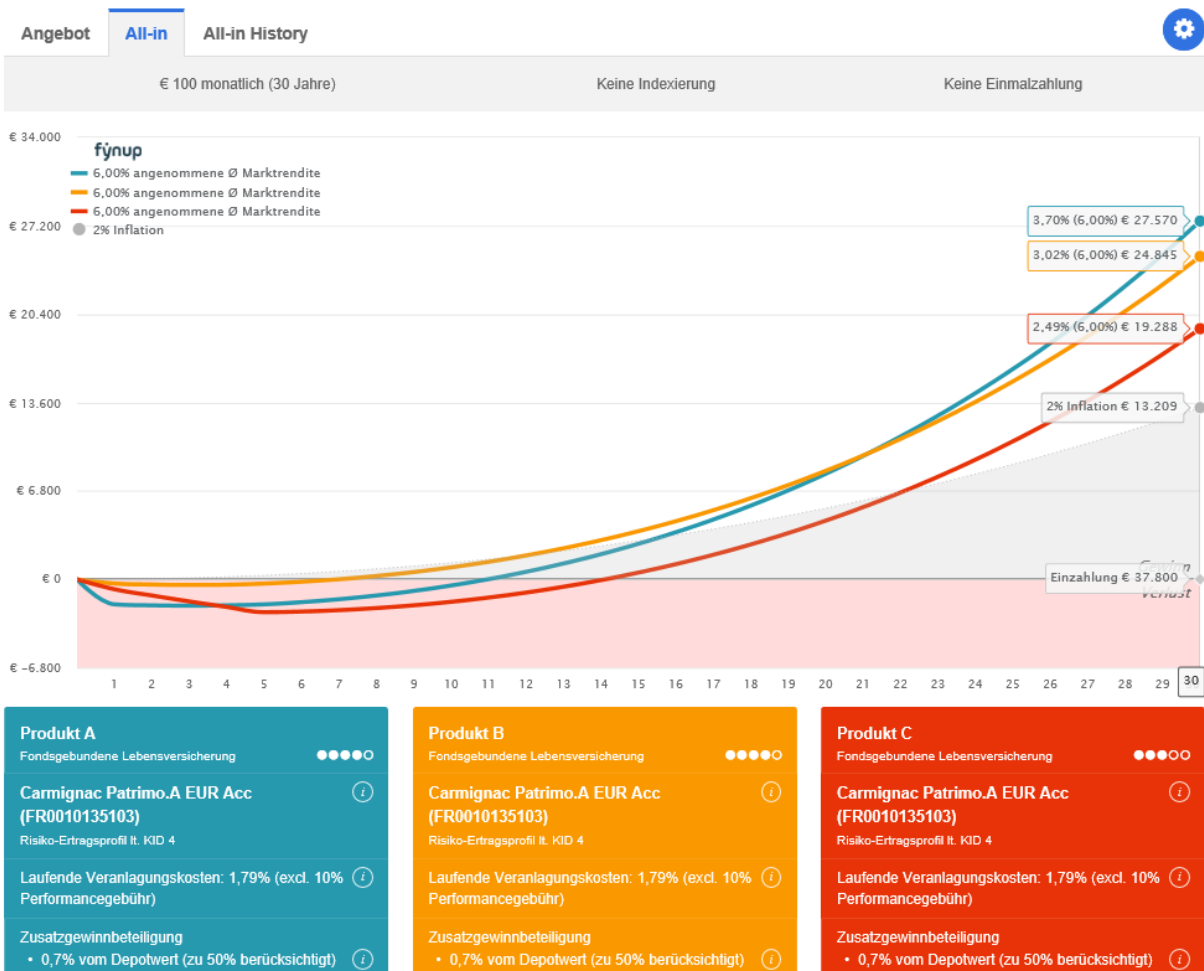 Angebot All-in All-in History
€ 100 monatlich (30 Jahre) Keine Indexierung Keine Einmalzahlung
€ 34.000
fynup
6,00% angenommene Ø Marktrendite
6,00% angenommene Ø Marktrendite
6,00% angenommene Ø Marktrendite
2% Inflation
€ 27.200
3,70% (6,00%) € 27.570
3,02% (6,00%) € 24.845
€ 20.400
2,49% (6,00%) € 19.288
€ 13.600
2% Inflation € 13.209
€ 6.800
€ 0
Gewinn
Einzahlung € 37.800
Verlust
€ -6.800
1 2 3 4 5 6 7 8 9 10 11 12 13 14 15 16 17 18 19 20 21 22 23 24 25 26 27 28 29 30
Produkt A
Fondsgebundene Lebensversicherung
Carmignac Patrimo.A EUR Acc
(FR0010135103)
Risiko-Ertragsprofil lt. KID 4
Laufende Veranlagungskosten: 1,79% (excl. 10%
Performancegebühr)
Zusatzgewinnbeteiligung
• 0,7% vom Depotwert (zu 50% berücksichtigt)
Produkt B
Fondsgebundene Lebensversicherung
Carmignac Patrimo.A EUR Acc
(FR0010135103)
Risiko-Ertragsprofil lt. KID 4
Laufende Veranlagungskosten: 1,79% (excl. 10%
Performancegebühr)
Zusatzgewinnbeteiligung
• 0,7% vom Depotwert (zu 50% berücksichtigt)
Produkt C
Fondsgebundene Lebensversicherung
Carmignac Patrimo.A EUR Acc
(FR0010135103)
Risiko-Ertragsprofil lt. KID 4
Laufende Veranlagungskosten: 1,79% (excl. 10%
Performancegebühr)
Zusatzgewinnbeteiligung
• 0,7% vom Depotwert (zu 50% berücksichtigt)